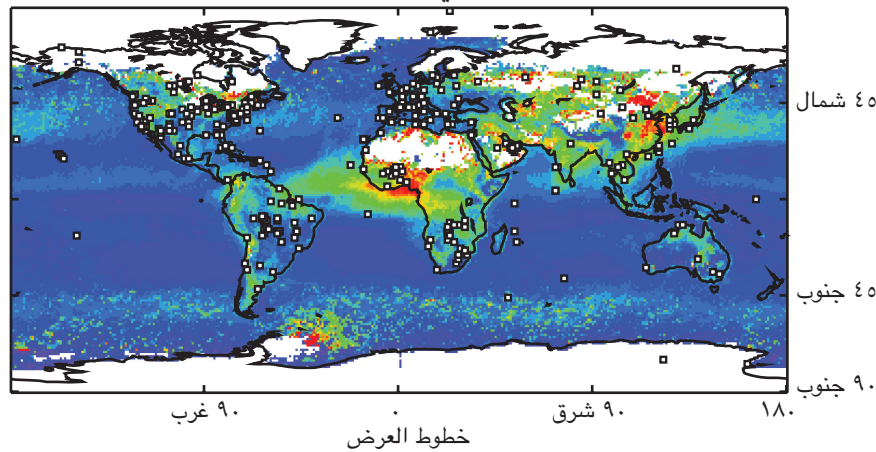 ٤٥ شمال
٤٥ جنوب
٩٠ جنوب
٩٠ غرب ٠ ٩٠ شرق ١٨٠
خطوط العرض